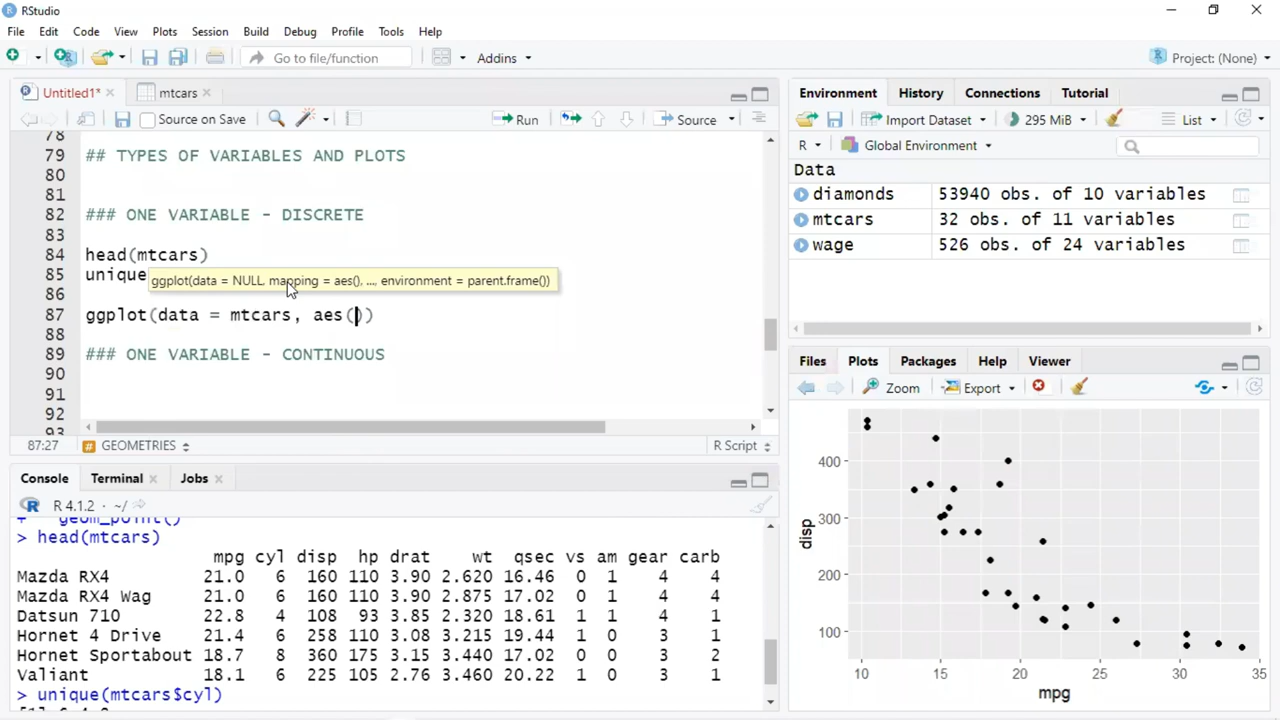 RStudio
File Edit Code View Plots Session Build Debug Profile Tools Help
Go to file/function Addins Project: (None)
Untitled1* mtcars
Source on Save Run Source
78
79 ## TYPES OF VARIABLES AND PLOTS
80
81
82 ### ONE VARIABLE - DISCRETE
83
84 head(mtcars)
85 unique
ggplot(data = NULL, mapping = aes(), ..., environment = parent.frame())
86
87 ggplot(data = mtcars, aes())
88
89 ### ONE VARIABLE - CONTINUOUS
90
91
92
93
87:27 GEOMETRIES R Script
Console Terminal Jobs
R 4.1.2 · ~/
+ geom_point()
> head(mtcars)
mpg cyl disp hp drat wt qsec vs am gear carb
Mazda RX4 21.0 6 160 110 3.90 2.620 16.46 0 1 4 4
Mazda RX4 Wag 21.0 6 160 110 3.90 2.875 17.02 0 1 4 4
Datsun 710 22.8 4 108 93 3.85 2.320 18.61 1 1 4 1
Hornet 4 Drive 21.4 6 258 110 3.08 3.215 19.44 1 0 3 1
Hornet Sportabout 18.7 8 360 175 3.15 3.440 17.02 0 0 3 2
Valiant 18.1 6 225 105 2.76 3.460 20.22 1 0 3 1
> unique(mtcars$cyl)
[1] 6 4 8
Environment History Connections Tutorial
Import Dataset 295 MiB List
R Global Environment
Data
diamonds 53940 obs. of 10 variables
mtcars 32 obs. of 11 variables
wage 526 obs. of 24 variables
Files Plots Packages Help Viewer
Zoom Export
400
300
200
100
disp
10 15 20 25 30 35
mpg